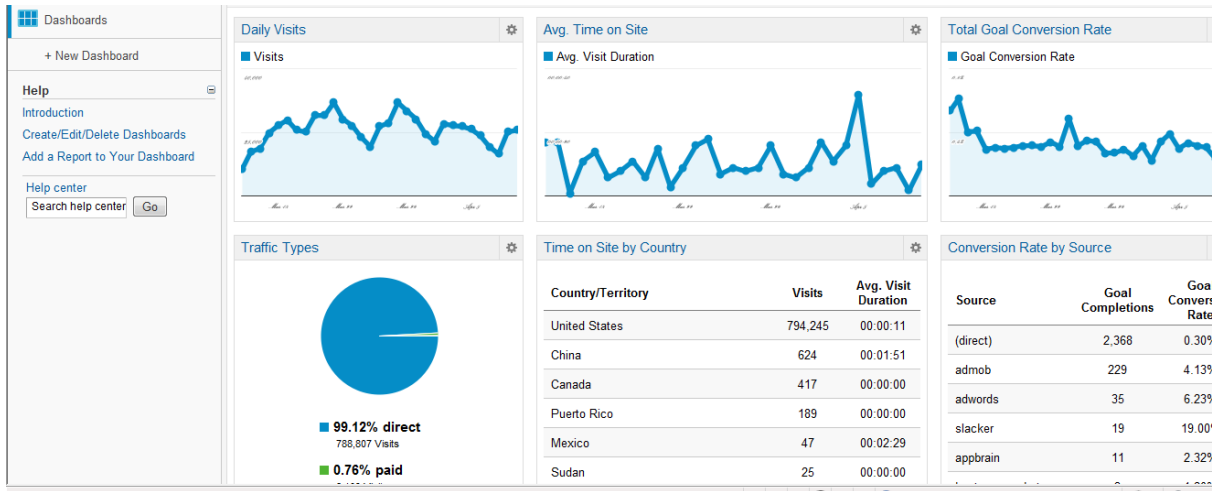 Dashboards
+ New Dashboard
Help
Introduction
Create/Edit/Delete Dashboards
Add a Report to Your Dashboard
Help center
Search help center Go
Daily Visits
Visits
Avg. Time on Site
Avg. Visit Duration
Total Goal Conversion Rate
Goal Conversion Rate
Traffic Types
99.12% direct
788,807 Visits
0.76% paid
Time on Site by Country
Country/Territory Visits Avg. Visit Duration
United States 794,245 00:00:11
China 624 00:01:51
Canada 417 00:00:00
Puerto Rico 189 00:00:00
Mexico 47 00:02:29
Sudan 25 00:00:00
Conversion Rate by Source
Source Goal Completions Goa Convers Rate
(direct) 2,368 0.30%
admob 229 4.13%
adwords 35 6.23%
slacker 19 19.00%
appbrain 11 2.32%